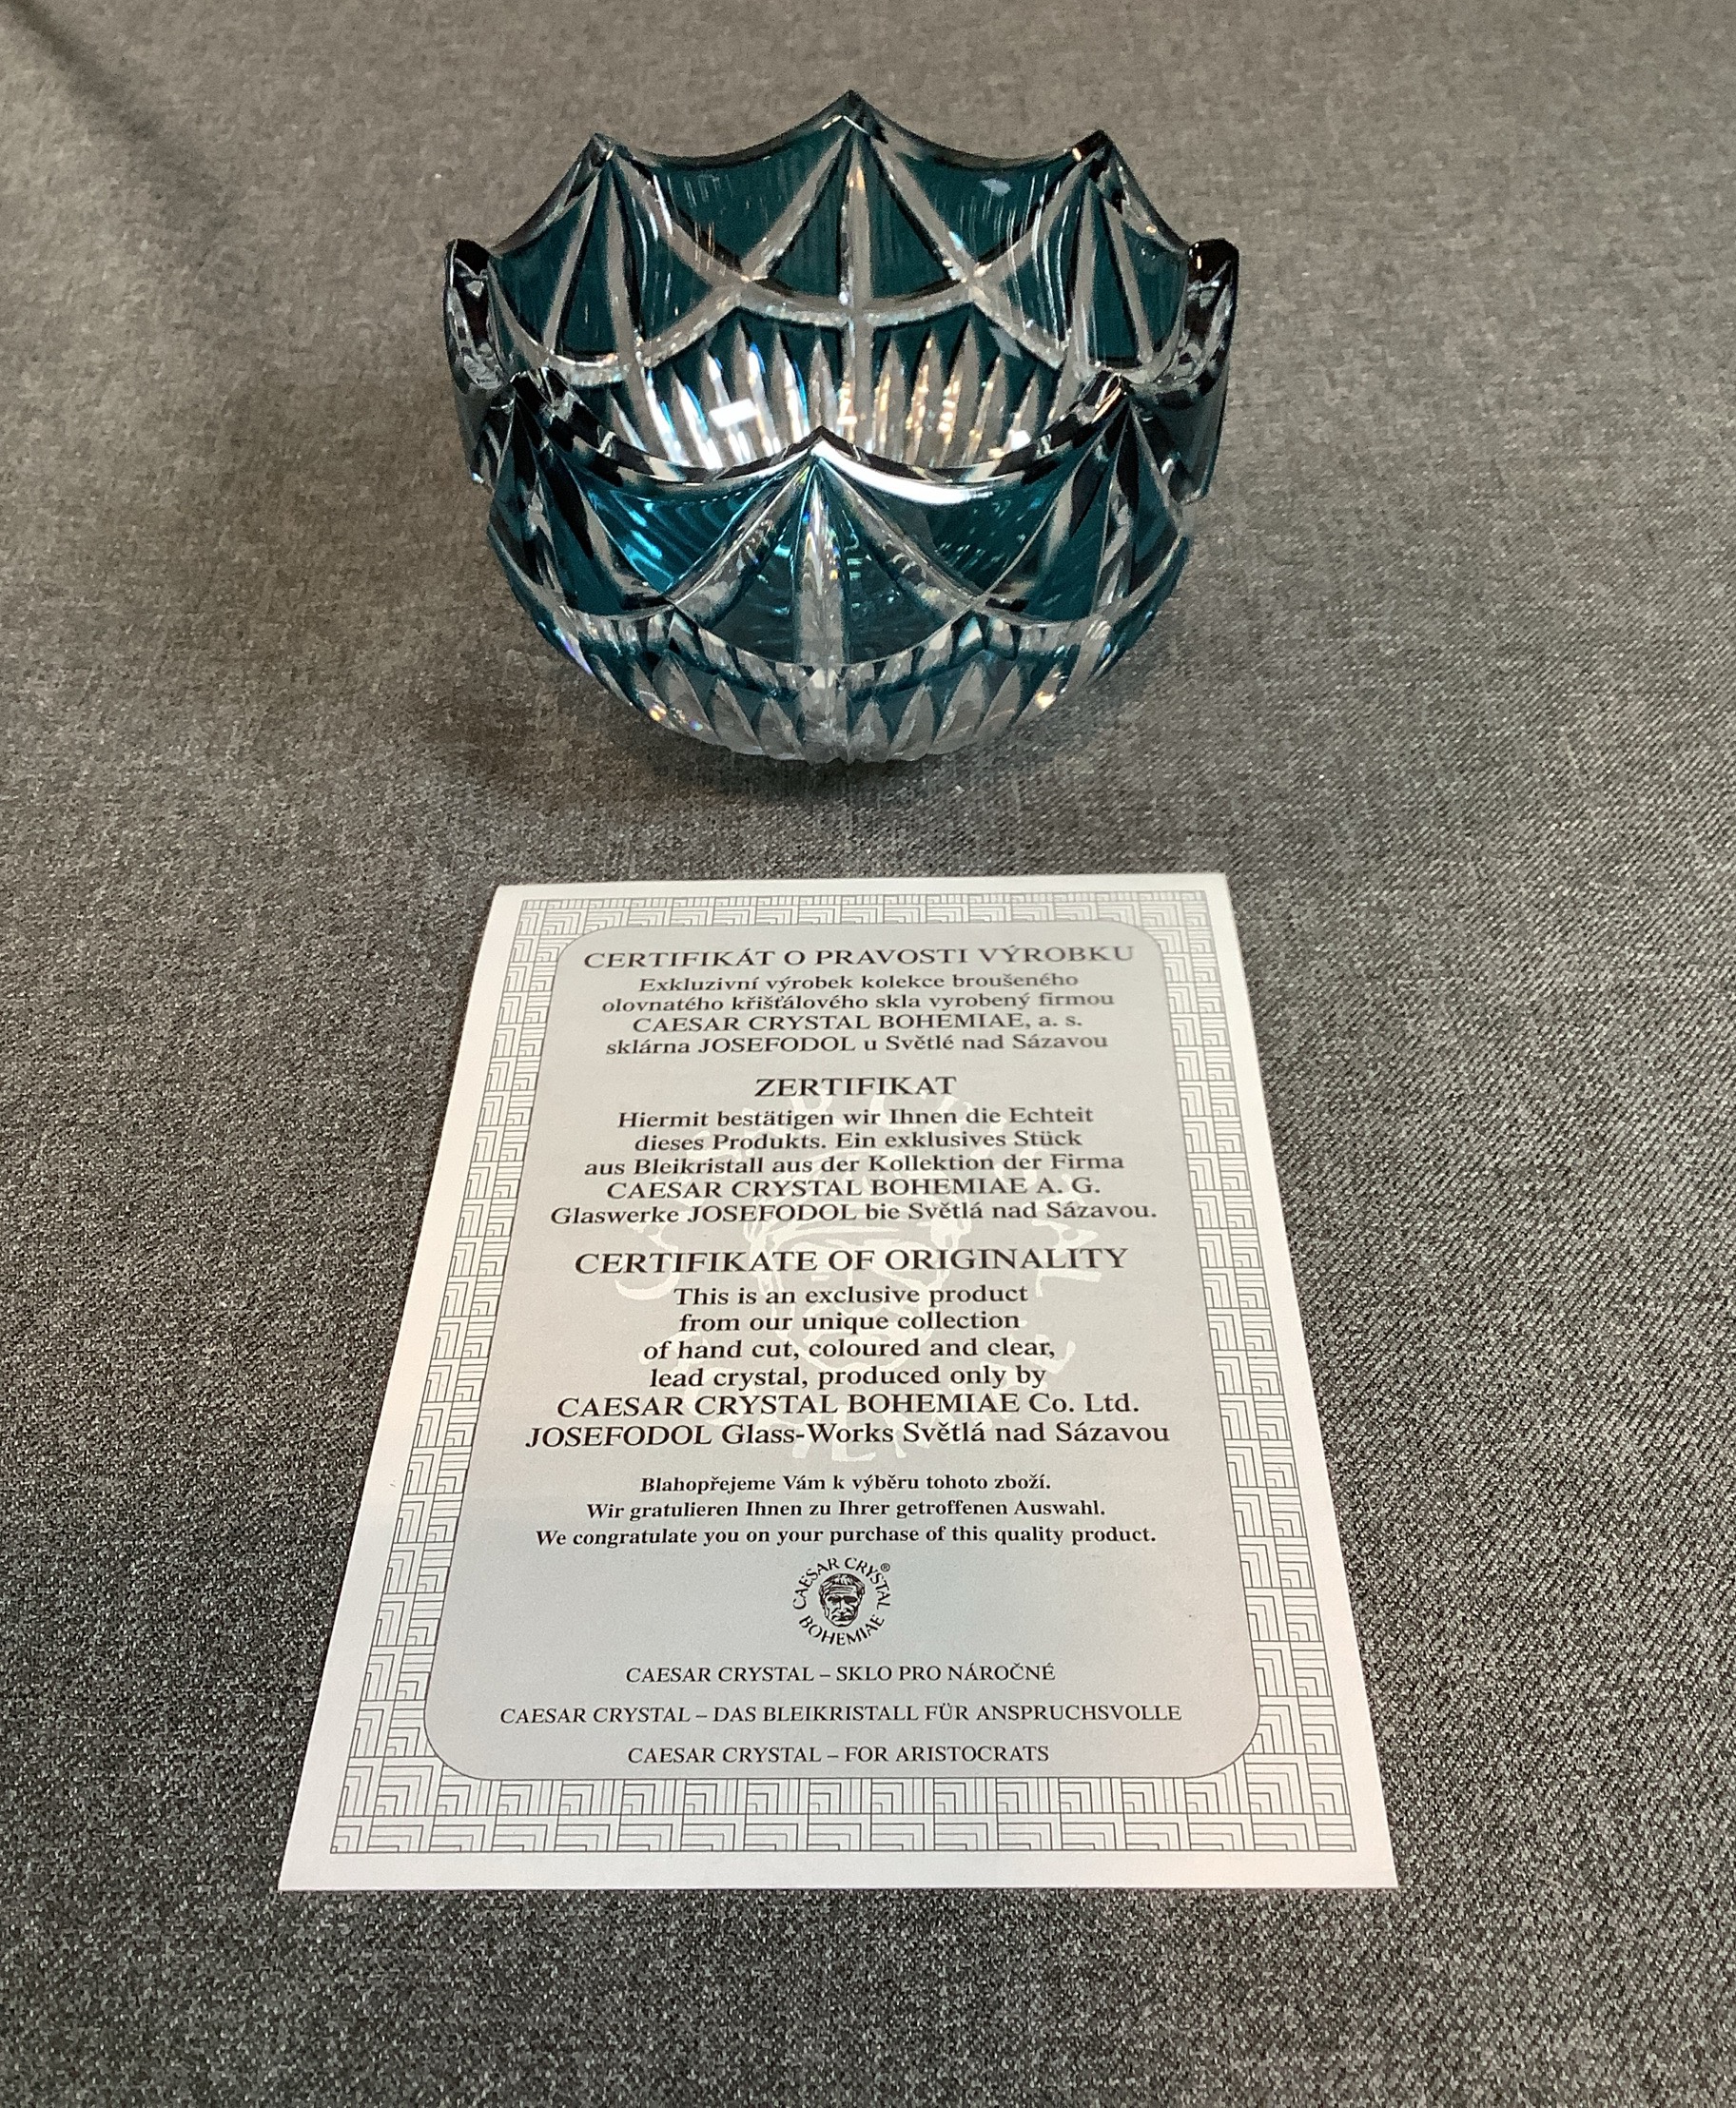 CERTIFIKÁT O PRAVOSTI VÝROBKU
Exkluzivní výrobek kolekce broušeného
olovnatého křišťálového skla vyrobený firmou
CAESAR CRYSTAL BOHEMIAE, a. s.
sklárna JOSEFODOL u Světlé nad Sázavou
ZERTIFIKAT
Hiermit bestätigen wir Ihnen die Echteit
dieses Produkts. Ein exklusives Stück
aus Bleikristall aus der Kollektion der Firma
CAESAR CRYSTAL BOHEMIAE A. G.
Glaswerke JOSEFODOL bie Světlá nad Sázavou.
CERTIFIKATE OF ORIGINALITY
This is an exclusive product
from our unique collection
of hand cut, coloured and clear,
lead crystal, produced only by
CAESAR CRYSTAL BOHEMIAE Co. Ltd.
JOSEFODOL Glass-Works Světlá nad Sázavou
Blahopřejeme Vám k výběru tohoto zboží.
Wir gratulieren Ihnen zu Ihrer getroffenen Auswahl.
We congratulate you on your purchase of this quality product.
CAESAR CRYSTAL®
BOHEMIAE
CAESAR CRYSTAL – SKLO PRO NÁROČNÉ
CAESAR CRYSTAL – DAS BLEIKRISTALL FÜR ANSPRUCHSVOLLE
CAESAR CRYSTAL – FOR ARISTOCRATS